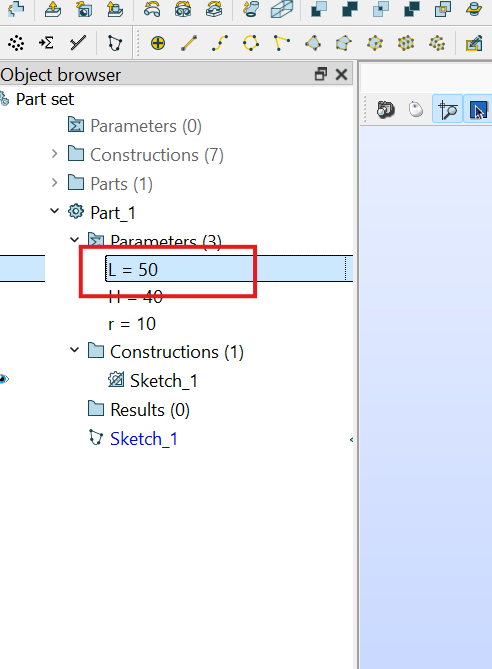 Object browser
Part set
Parameters (0)
Constructions (7)
Parts (1)
Part_1
Parameters (3)
L = 50
H = 40
r = 10
Constructions (1)
Sketch_1
Results (0)
Sketch_1